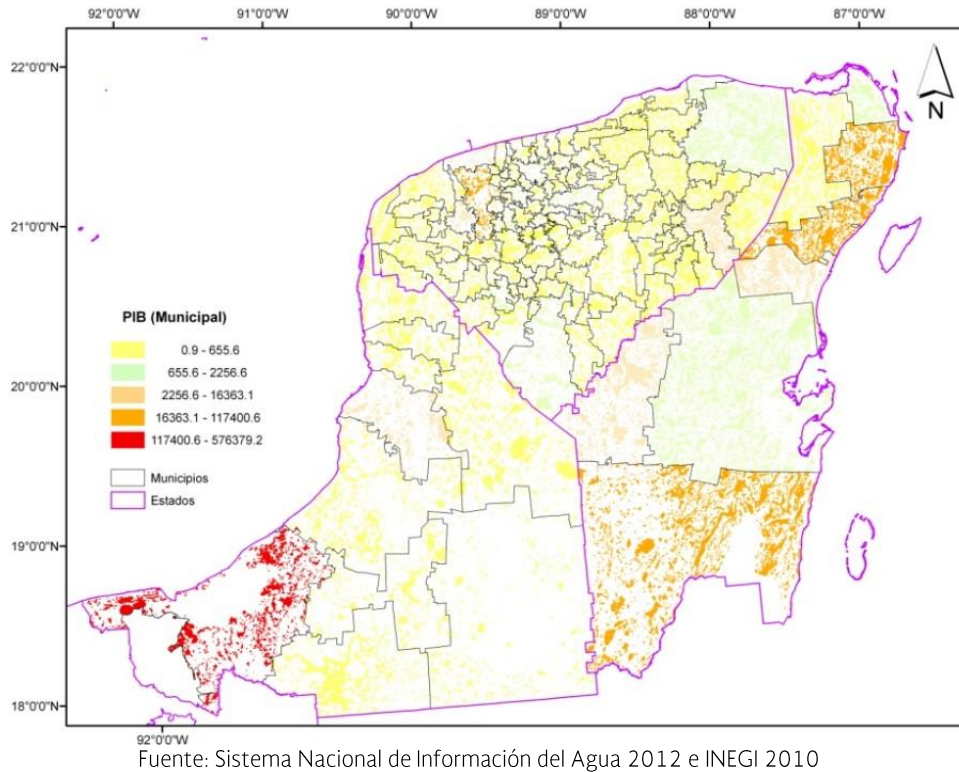 92°0'0"W 91°0'0"W 90°0'0"W 89°0'0"W 88°0'0"W 87°0'0"W
22°0'0"N
N
21°0'0"N
PIB (Municipal)
0.9 - 655.6
655.6 - 2256.6
20°0'0"N
2256.6 - 16363.1
16363.1 - 117400.6
117400.6 - 576379.2
Municipios
Estados
19°0'0"N
18°0'0"N
92°0'0"W
Fuente: Sistema Nacional de Información del Agua 2012 e INEGI 2010